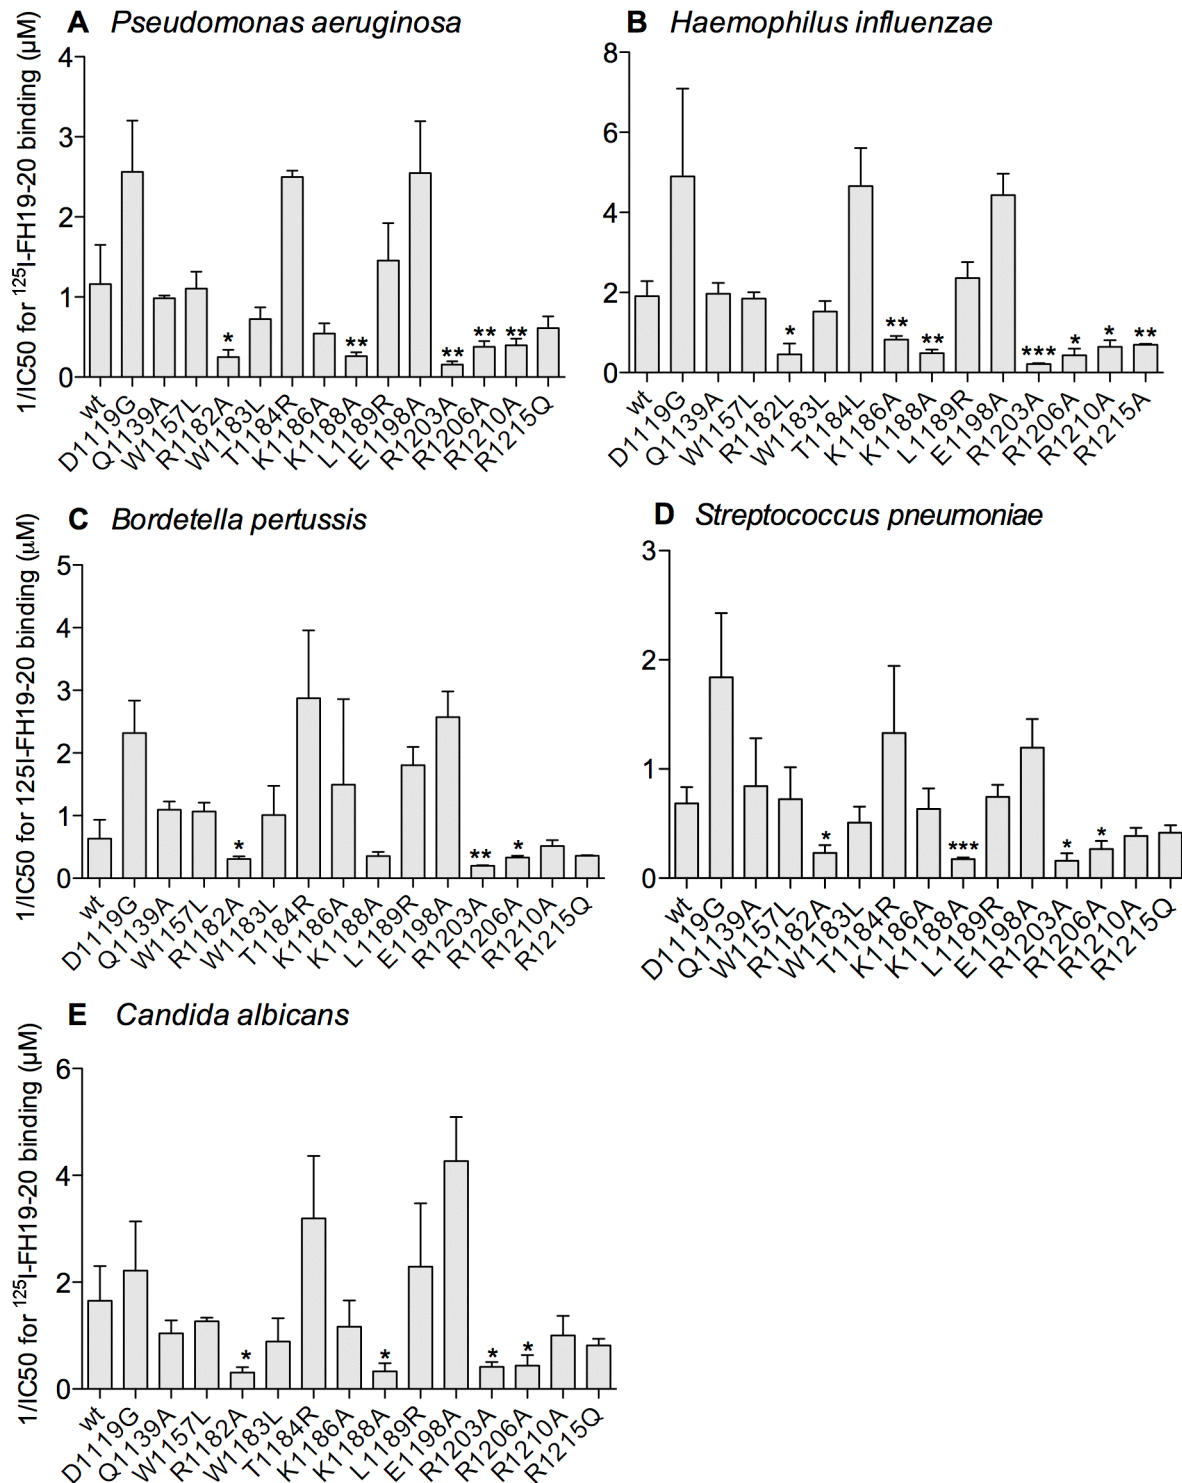 A Pseudomonas aeruginosa
1/IC50 for 125I-FH19-20 binding (µM)
4
3
2
1
0
*
**
**
**
**
wt
D1119G
Q1139A
W1157L
R1182A
W1183L
T1184R
K1186A
K1188A
L1189R
E1198A
R1203A
R1206A
R1210A
R1215Q
B Haemophilus influenzae
8
6
4
2
0
*
**
**
***
*
*
**
wt
D1119G
Q1139A
W1157L
R1182L
W1183L
T1184L
K1186A
K1188A
L1189R
E1198A
R1203A
R1206A
R1210A
R1215A
C Bordetella pertussis
1/IC50 for 125I-FH19-20 binding (µM)
5
4
3
2
1
0
*
**
*
wt
D1119G
Q1139A
W1157L
R1182A
W1183L
T1184R
K1186A
K1188A
L1189R
E1198A
R1203A
R1206A
R1210A
R1215Q
D Streptococcus pneumoniae
3
2
1
0
*
***
*
*
wt
D1119G
Q1139A
W1157L
R1182A
W1183L
T1184R
K1186A
K1188A
L1189R
E1198A
R1203A
R1206A
R1210A
R1215Q
E Candida albicans
1/IC50 for 125I-FH19-20 binding (µM)
6
4
2
0
*
*
*
*
wt
D1119G
Q1139A
W1157L
R1182A
W1183L
T1184R
K1186A
K1188A
L1189R
E1198A
R1203A
R1206A
R1210A
R1215Q